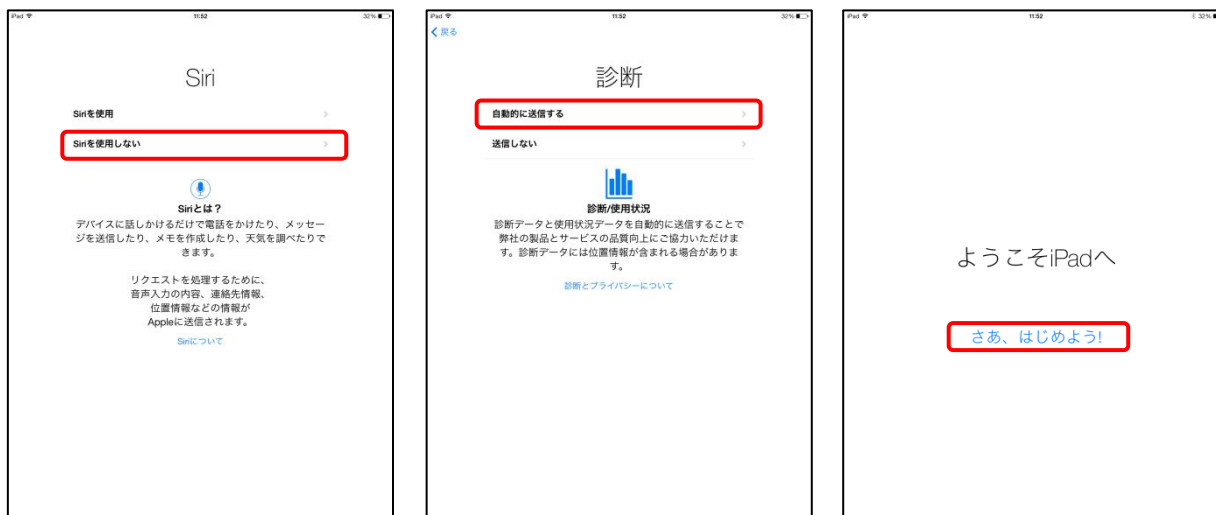 iPad 11:52 32%
Siri
Siriを使用
Siriを使用しない
Siriとは？
デバイスに話しかけるだけで電話をかけたり、メッセー
ジを送信したり、メモを作成したり、天気を調べたりで
きます。
リクエストを処理するために、
音声入力の内容、連絡先情報、
位置情報などの情報が
Appleに送信されます。
Siriについて
iPad 11:52 32%
戻る
診断
自動的に送信する
送信しない
診断/使用状況
診断データと使用状況データを自動的に送信することで
弊社の製品とサービスの品質向上にご協力いただけま
す。診断データには位置情報が含まれる場合がありま
す。
診断とプライバシーについて
iPad 11:52 32%
ようこそiPadへ
さあ、はじめよう!